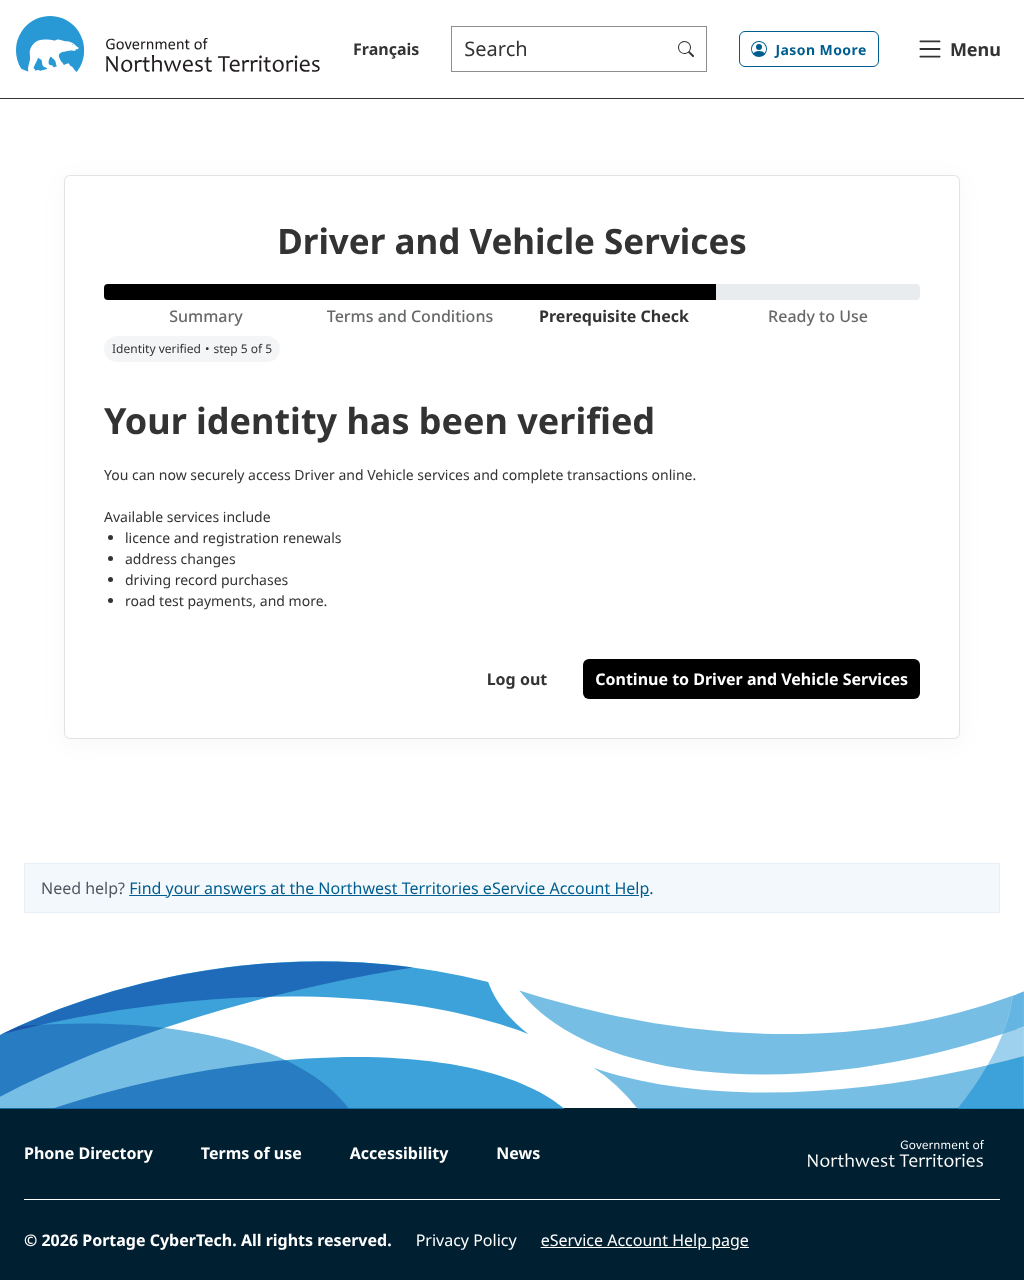 Government of
Northwest Territories
Français
Search
Jason Moore
Menu
Driver and Vehicle Services
Summary
Terms and Conditions
Prerequisite Check
Ready to Use
Identity verified • step 5 of 5
Your identity has been verified
You can now securely access Driver and Vehicle services and complete transactions online.
Available services include
• licence and registration renewals
• address changes
• driving record purchases
• road test payments, and more.
Log out
Continue to Driver and Vehicle Services
Need help? Find your answers at the Northwest Territories eService Account Help.
Phone Directory
Terms of use
Accessibility
News
Government of
Northwest Territories
© 2026 Portage CyberTech. All rights reserved.
Privacy Policy
eService Account Help page